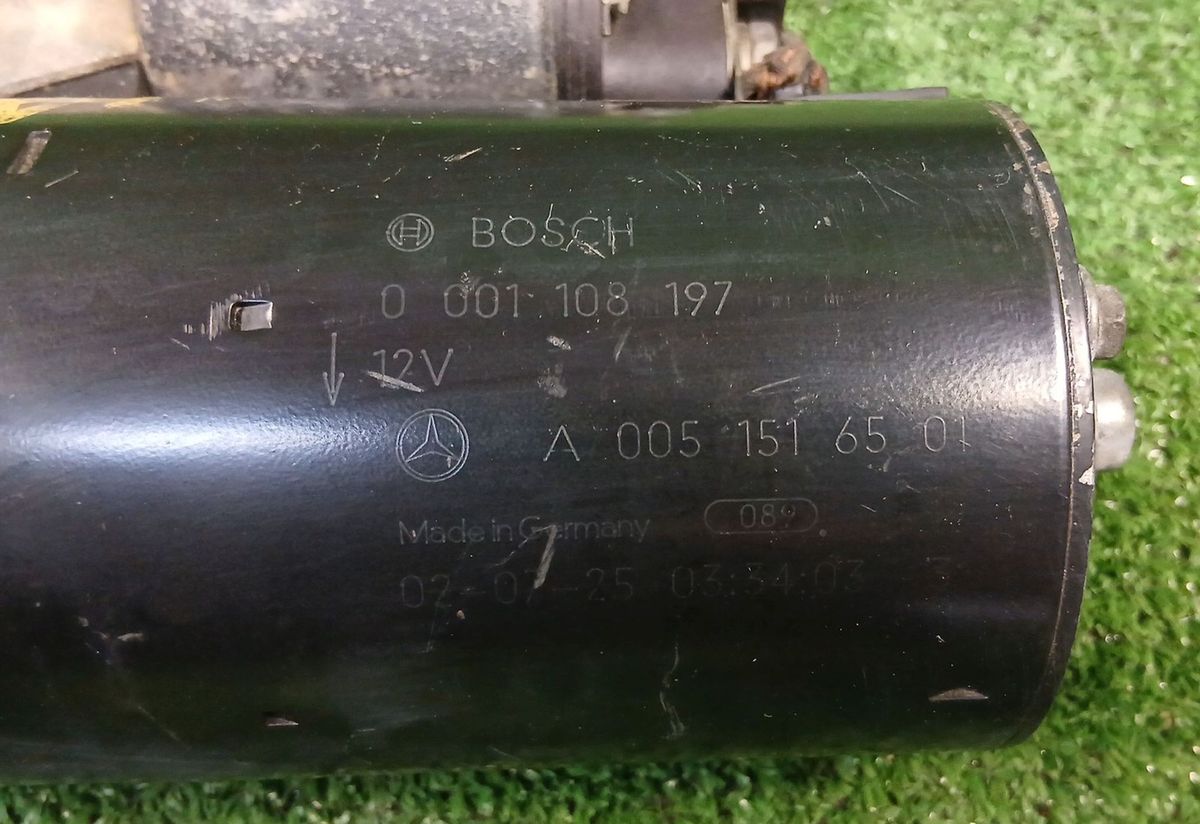 BOSCH
0 001 108 197
12V
A 005 151 65 01
Made in Germany 089
02-07-25 03:34:03 3